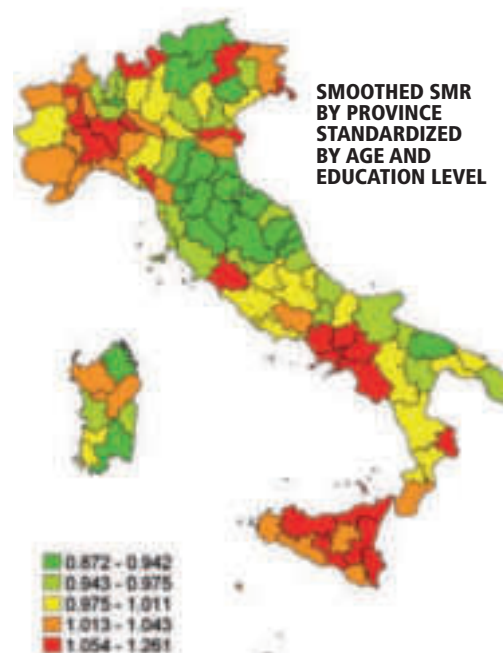 SMOOTHED SMR
BY PROVINCE
STANDARDIZED
BY AGE AND
EDUCATION LEVEL
0.872 - 0.942
0.943 - 0.975
0.975 - 1.011
1.013 - 1.043
1.054 - 1.261